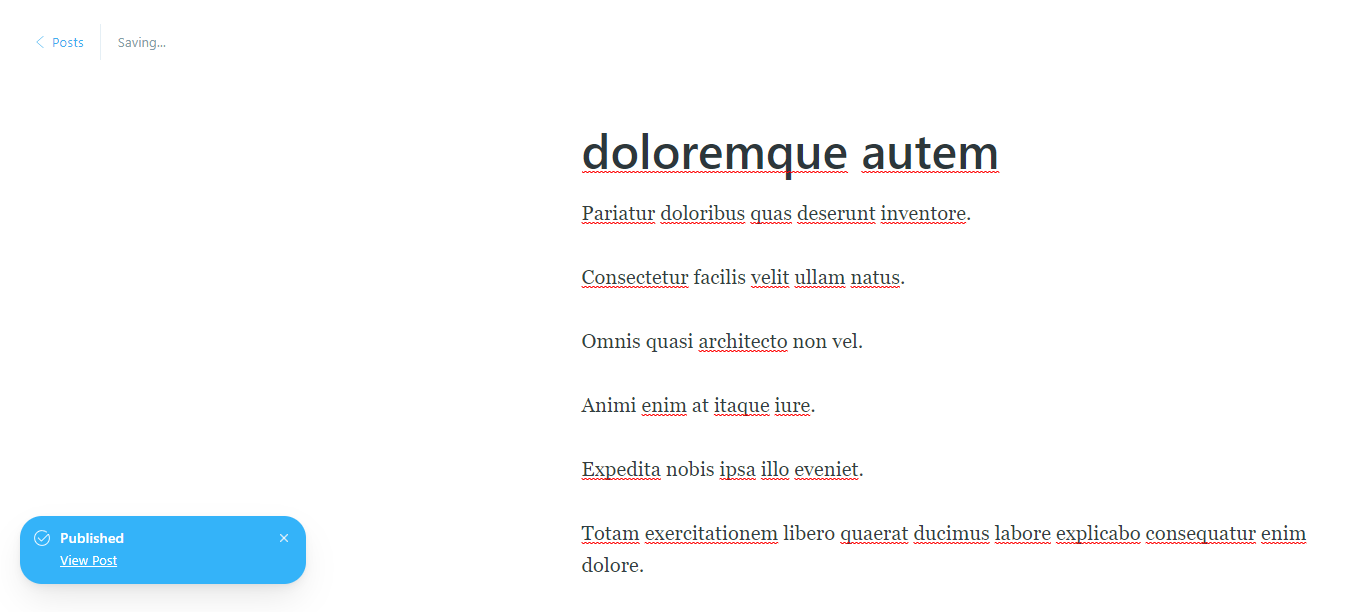 Posts
Saving...
doloremque autem
Pariatur doloribus quas deserunt inventore.
Consectetur facilis velit ullam natus.
Omnis quasi architecto non vel.
Animi enim at itaque iure.
Expedita nobis ipsa illo eveniet.
Totam exercitationem libero quaerat ducimus labore explicabo consequatur enim
dolore.
Published
View Post